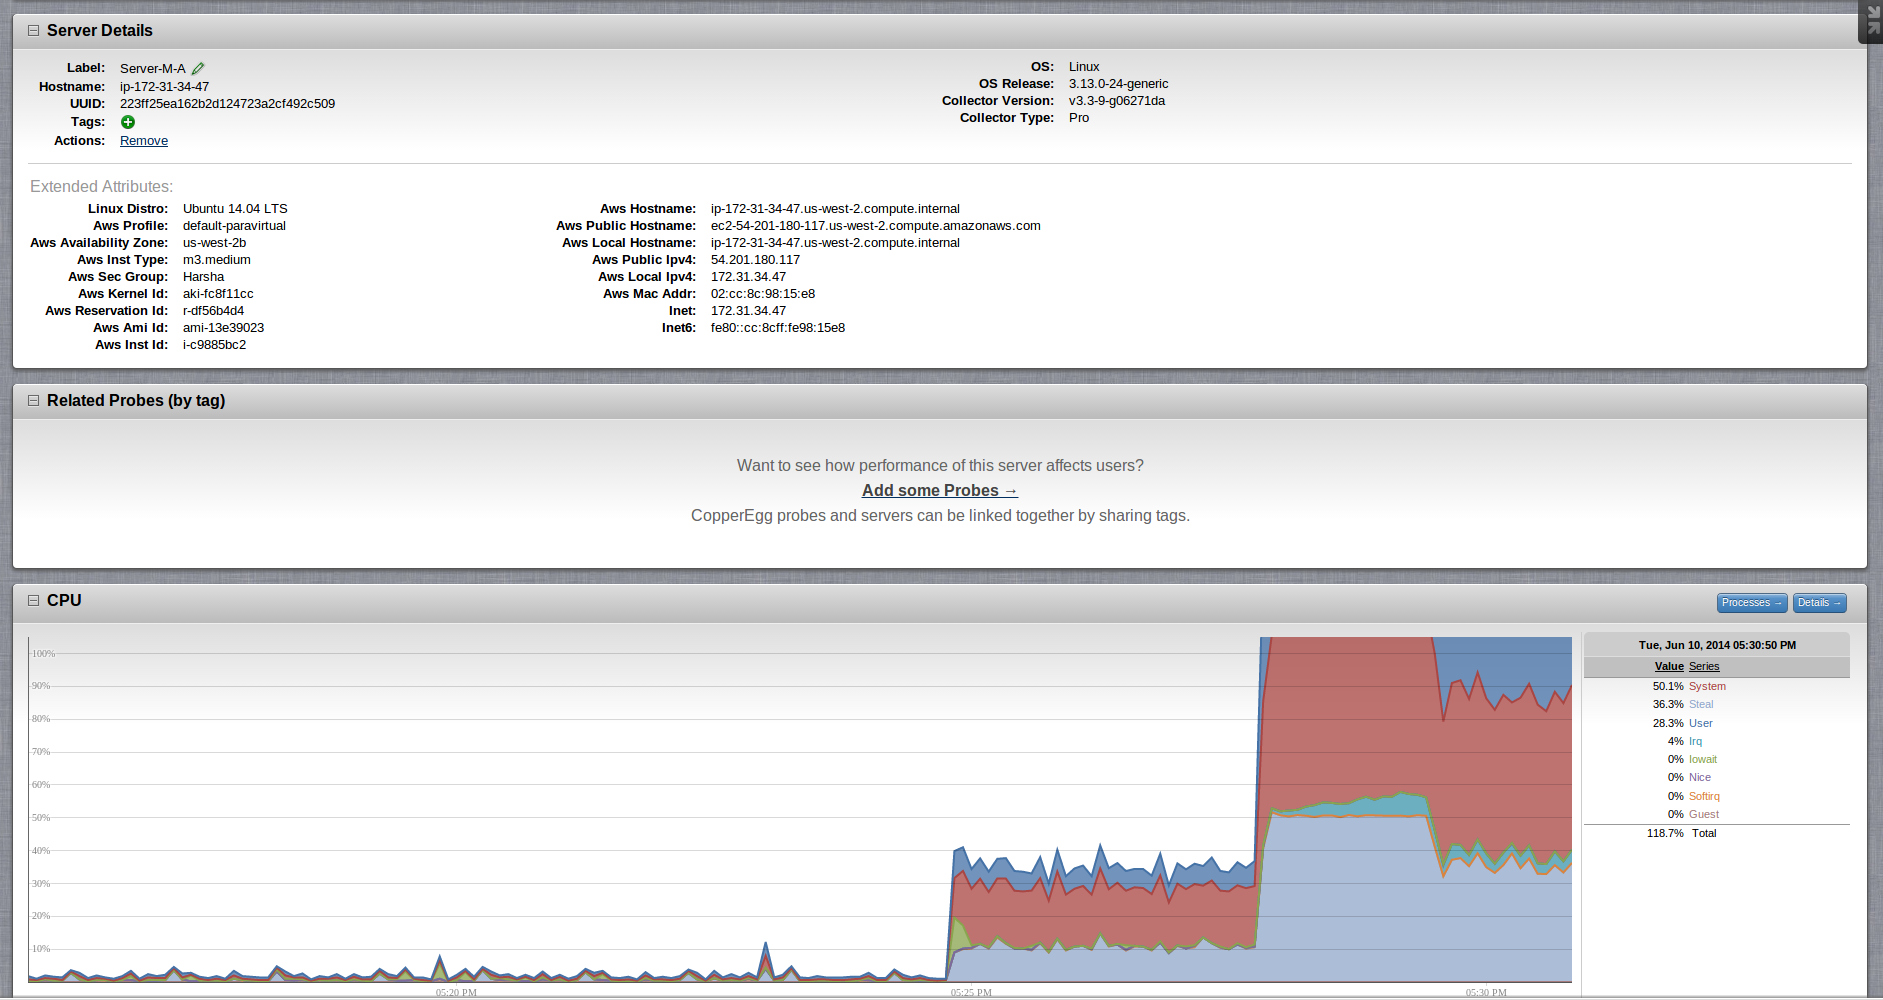 Server Details
Label: Server-M-A
Hostname: ip-172-31-34-47
UUID: 223ff25ea162b2d124723a2cf492c509
Tags:
Actions: Remove
OS: Linux
OS Release: 3.13.0-24-generic
Collector Version: v3.3-9-g06271da
Collector Type: Pro
Extended Attributes:
Linux Distro: Ubuntu 14.04 LTS
Aws Profile: default-paravirtual
Aws Availability Zone: us-west-2b
Aws Inst Type: m3.medium
Aws Sec Group: Harsha
Aws Kernel Id: aki-fc8f11cc
Aws Reservation Id: r-df56b4d4
Aws Ami Id: ami-13e39023
Aws Inst Id: i-c9885bc2
Aws Hostname: ip-172-31-34-47.us-west-2.compute.internal
Aws Public Hostname: ec2-54-201-180-117.us-west-2.compute.amazonaws.com
Aws Local Hostname: ip-172-31-34-47.us-west-2.compute.internal
Aws Public Ipv4: 54.201.180.117
Aws Local Ipv4: 172.31.34.47
Aws Mac Addr: 02:cc:8c:98:15:e8
Inet: 172.31.34.47
Inet6: fe80::cc:8cff:fe98:15e8
Related Probes (by tag)
Want to see how performance of this server affects users?
Add some Probes →
CopperEgg probes and servers can be linked together by sharing tags.
CPU
Processes →
Details →
100%
90%
80%
70%
60%
50%
40%
30%
20%
10%
05:20 PM
05:25 PM
05:30 PM
Tue, Jun 10, 2014 05:30:50 PM
Value Series
50.1% System
36.3% Steal
28.3% User
4% Irq
0% Iowait
0% Nice
0% Softirq
0% Guest
118.7% Total